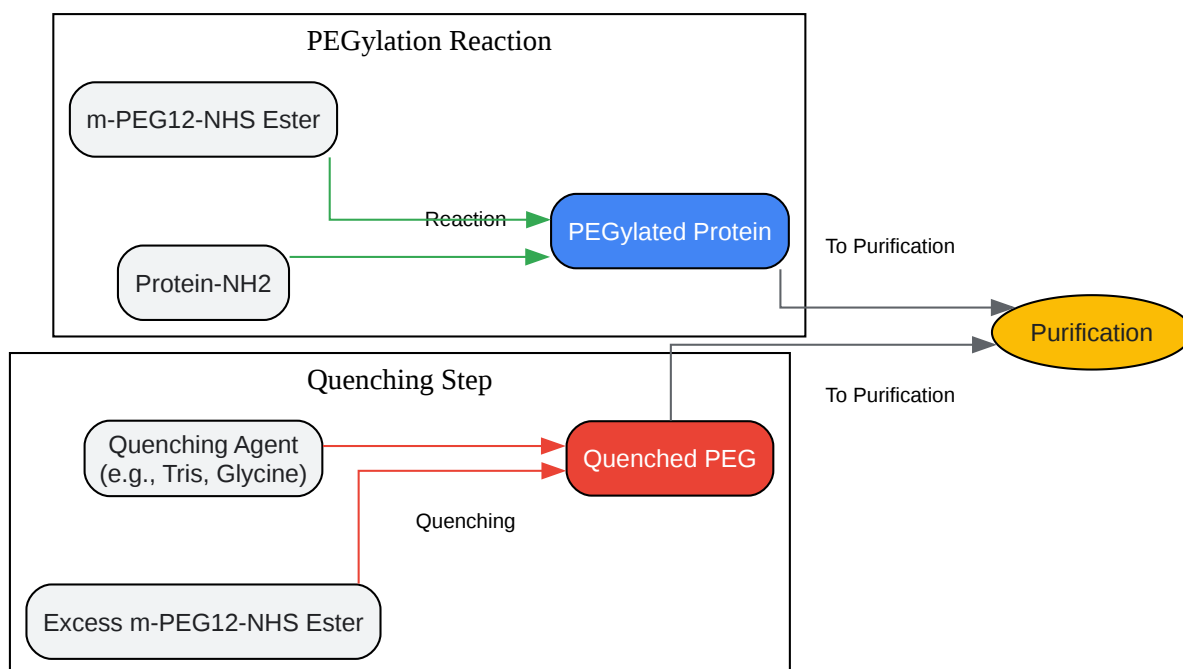 PEGylation Reaction
m-PEG12-NHS Ester
Reaction
PEGylated Protein
Protein-NH2
To Purification
Purification
To Purification
Quenching Step
Quenching Agent
(e.g., Tris, Glycine)
Quenched PEG
Quenching
Excess m-PEG12-NHS Ester